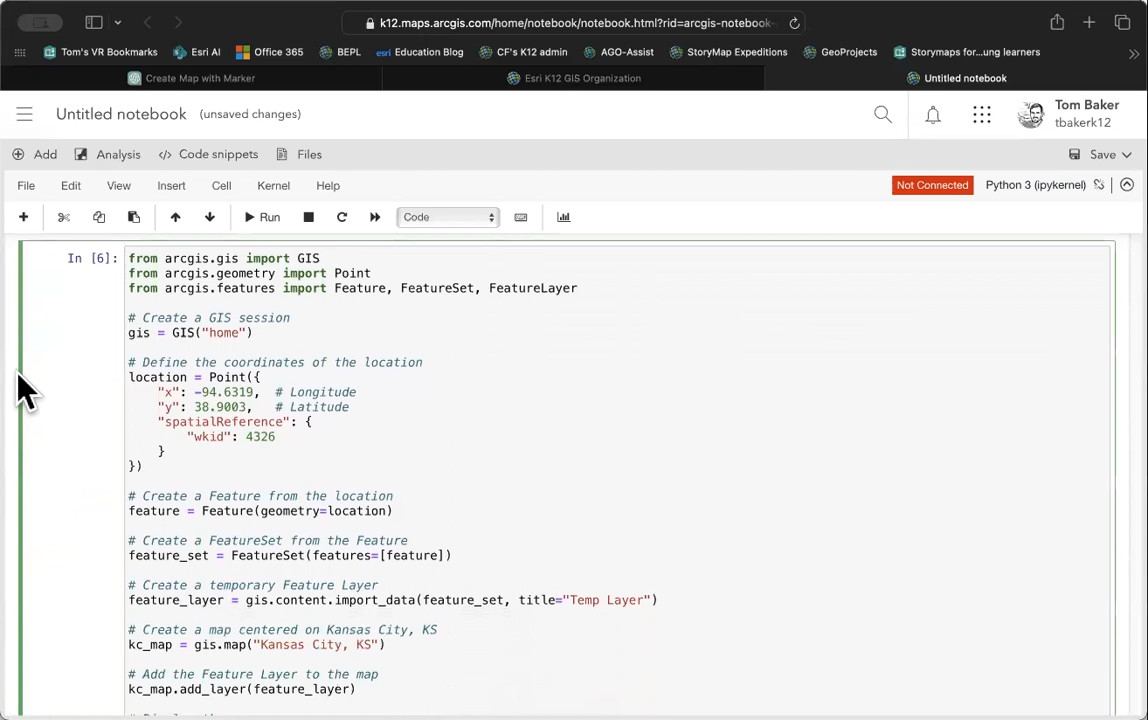 k12.maps.arcgis.com/home/notebook/notebook.html?rid=arcgis-notebook-
Tom's VR Bookmarks Esri AI Office 365 BEPL esri Education Blog CF's K12 admin AGO-Assist StoryMap Expeditions GeoProjects Storymaps for...ung learners
Create Map with Marker Esri K12 GIS Organization Untitled notebook
Untitled notebook (unsaved changes) Tom Baker
tbakerk12
Add Analysis </> Code snippets Files Save
File Edit View Insert Cell Kernel Help Not Connected Python 3 (ipykernel)
Run Code
In [6]: from arcgis.gis import GIS
from arcgis.geometry import Point
from arcgis.features import Feature, FeatureSet, FeatureLayer
# Create a GIS session
gis = GIS("home")
# Define the coordinates of the location
location = Point({
"x": -94.6319, # Longitude
"y": 38.9003, # Latitude
"spatialReference": {
"wkid": 4326
}
})
# Create a Feature from the location
feature = Feature(geometry=location)
# Create a FeatureSet from the Feature
feature_set = FeatureSet(features=[feature])
# Create a temporary Feature Layer
feature_layer = gis.content.import_data(feature_set, title="Temp Layer")
# Create a map centered on Kansas City, KS
kc_map = gis.map("Kansas City, KS")
# Add the Feature Layer to the map
kc_map.add_layer(feature_layer)